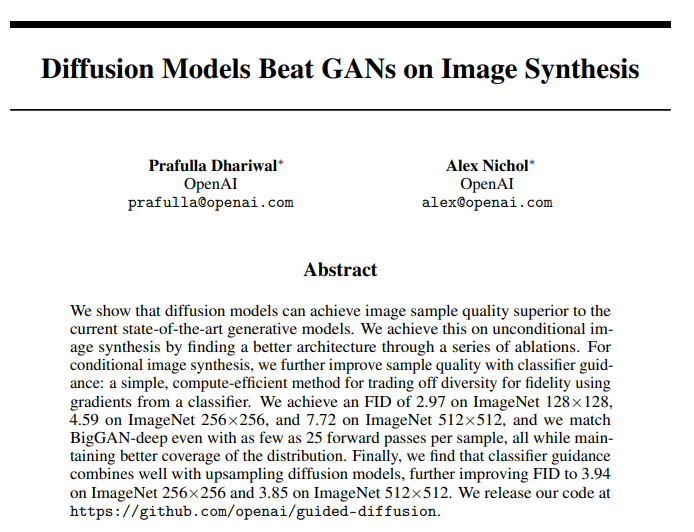 Diffusion Models Beat GANs on Image Synthesis
Prafulla Dhariwal*
OpenAI
prafulla@openai.com
Alex Nichol*
OpenAI
alex@openai.com
Abstract
We show that diffusion models can achieve image sample quality superior to the
current state-of-the-art generative models. We achieve this on unconditional im-
age synthesis by finding a better architecture through a series of ablations. For
conditional image synthesis, we further improve sample quality with classifier gui-
dance: a simple, compute-efficient method for trading off diversity for fidelity using
gradients from a classifier. We achieve an FID of 2.97 on ImageNet 128×128,
4.59 on ImageNet 256×256, and 7.72 on ImageNet 512×512, and we match
BigGAN-deep even with as few as 25 forward passes per sample, all while main-
taining better coverage of the distribution. Finally, we find that classifier guidance
combines well with upsampling diffusion models, further improving FID to 3.94
on ImageNet 256×256 and 3.85 on ImageNet 512×512. We release our code at
https://github.com/openai/guided-diffusion.